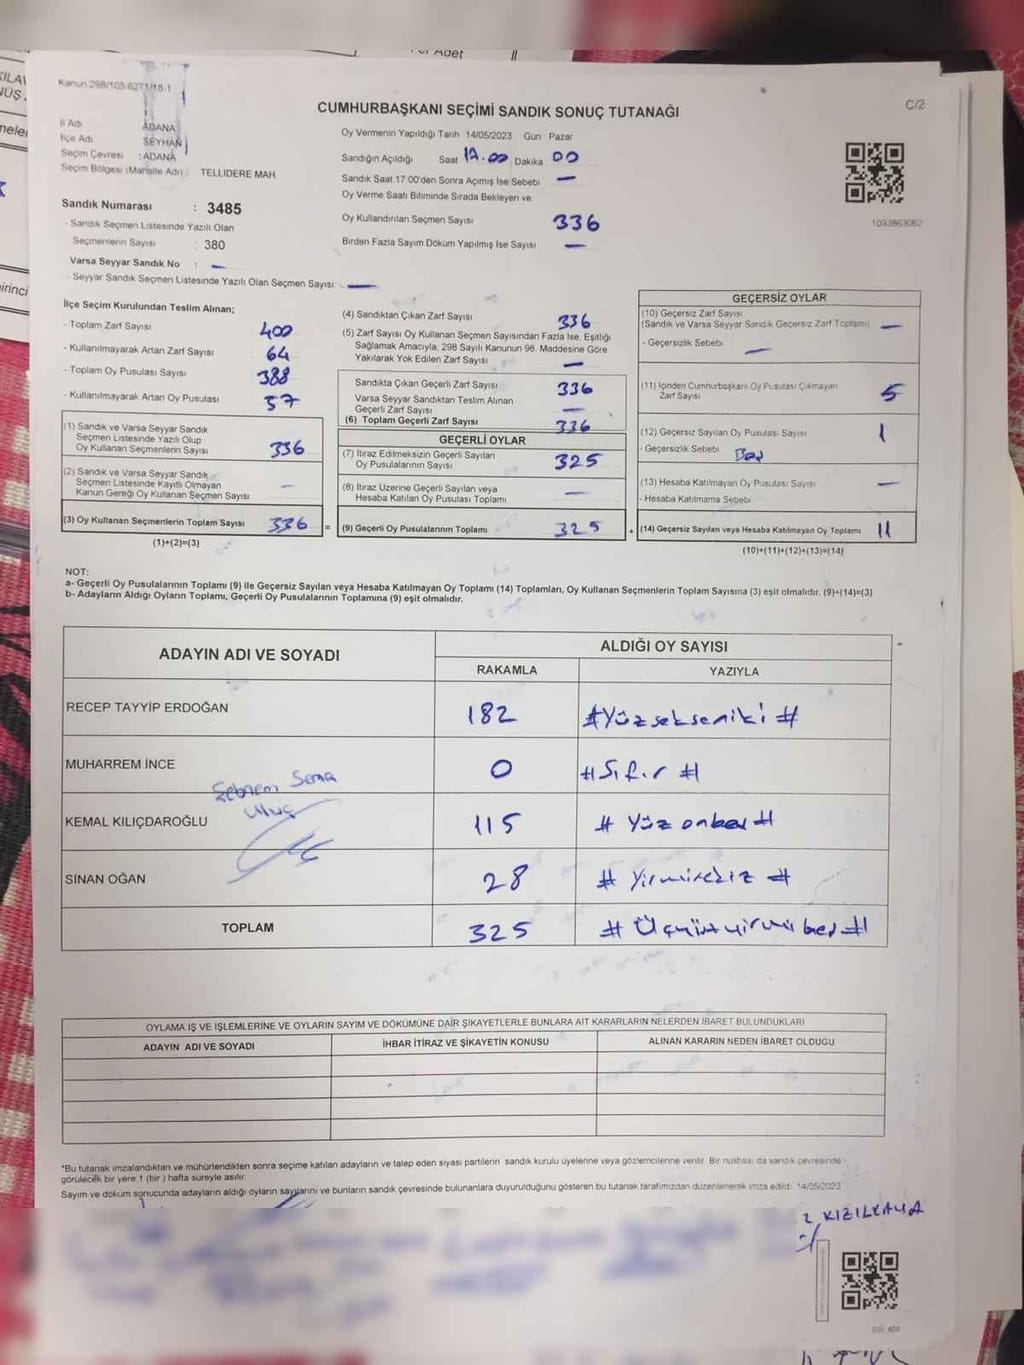 Kanun.298/105 6271/18-1
C/2
CUMHURBAŞKANI SEÇİMİ SANDIK SONUÇ TUTANAĞI
İl Adı ADANA
İlçe Adı SEYHAN
Seçim Çevresi : ADANA
Seçim Bölgesi (Mahalle Adı) TELLİDERE MAH.
Sandık Numarası : 3485
- Sandık Seçmen Listesinde Yazılı Olan
Seçmenlerin Sayısı : 380
Varsa Seyyar Sandık No : —
- Seyyar Sandık Seçmen Listesinde Yazılı Olan Seçmen Sayısı: —
Oy Vermenin Yapıldığı Tarih 14/05/2023 Gün Pazar
Sandığın Açıldığı Saat 17.00 Dakika 00
Sandık Saat 17:00'den Sonra Açımış İse Sebebi —
Oy Verme Saati Bitiminde Sırada Bekleyen ve
Oy Kullandırılan Seçmen Sayısı 336
Birden Fazla Sayım Döküm Yapılmış İse Sayısı —
1093863062
İlçe Seçim Kurulundan Teslim Alınan;
- Toplam Zarf Sayısı 400
- Kullanılmayarak Artan Zarf Sayısı 64
- Toplam Oy Pusulası Sayısı 388
- Kullanılmayarak Artan Oy Pusulası 57
(1) Sandık ve Varsa Seyyar Sandık
Seçmen Listesinde Yazılı Olup
Oy Kullanan Seçmenlerin Sayısı 336
(2) Sandık ve Varsa Seyyar Sandık
Seçmen Listesinde Kayıtlı Olmayan
Kanun Gereği Oy Kullanan Seçmen Sayısı —
(3) Oy Kullanan Seçmenlerin Toplam Sayısı 336 =
(1)+(2)=(3)
(4) Sandıktan Çıkan Zarf Sayısı 336
(5) Zarf Sayısı Oy Kullanan Seçmen Sayısından Fazla İse, Eşitliği
Sağlamak Amacıyla, 298 Sayılı Kanunun 98. Maddesine Göre
Yakılarak Yok Edilen Zarf Sayısı —
Sandıkta Çıkan Geçerli Zarf Sayısı 336
Varsa Seyyar Sandıktan Teslim Alınan
Geçerli Zarf Sayısı —
(6) Toplam Geçerli Zarf Sayısı 336
GEÇERLİ OYLAR
(7) İtiraz Edilmeksizin Geçerli Sayılan
Oy Pusulalarının Sayısı 325
(8) İtiraz Üzerine Geçerli Sayılan veya
Hesaba Katılan Oy Pusulası Toplamı —
(9) Geçerli Oy Pusulalarının Toplamı 325 +
GEÇERSİZ OYLAR
(10) Geçersiz Zarf Sayısı
(Sandık ve Varsa Seyyar Sandık Geçersiz Zarf Toplamı) —
- Geçersizlik Sebebi —
(11) İçinden Cumhurbaşkanı Oy Pusulası Çıkmayan
Zarf Sayısı 5
(12) Geçersiz Sayılan Oy Pusulası Sayısı 1
- Geçersizlik Sebebi
(13) Hesaba Katılmayan Oy Pusulası Sayısı —
- Hesaba Katılmama Sebebi
(14) Geçersiz Sayılan veya Hesaba Katılmayan Oy Toplamı 11
(10)+(11)+(12)+(13)=(14)
NOT:
a- Geçerli Oy Pusulalarının Toplamı (9) ile Geçersiz Sayılan veya Hesaba Katılmayan Oy Toplamı (14) Toplamları, Oy Kullanan Seçmenlerin Toplam Sayısına (3) eşit olmalıdır. (9)+(14)=(3)
b- Adayların Aldığı Oyların Toplamı, Geçerli Oy Pusulalarının Toplamına (9) eşit olmalıdır.
ADAYIN ADI VE SOYADI ALDIĞI OY SAYISI
RAKAMLA YAZIYLA
RECEP TAYYİP ERDOĞAN 182 #Yüzsekseniki#
MUHARREM İNCE 0 #Sıfır#
Şebnem Sena
Uluç
KEMAL KILIÇDAROĞLU 115 #Yüzonbeş#
SİNAN OĞAN 28 #Yirmisekiz#
TOPLAM 325 #Üçyüzyirmibeş#
OYLAMA İŞ VE İŞLEMLERİNE VE OYLARIN SAYIM VE DÖKÜMÜNE DAİR ŞİKAYETLERLE BUNLARA AİT KARARLARIN NELERDEN İBARET BULUNDUKLARI
ADAYIN ADI VE SOYADI İHBAR İTİRAZ VE ŞİKAYETİN KONUSU ALINAN KARARIN NEDEN İBARET OLDUĞU
*Bu tutanak imzalandıktan ve mühürlendikten sonra seçime katılan adayların ve talep eden siyasi partilerin sandık kurulu üyelerine veya gözlemcilerine verilir. Bir nüshası da sandık çevresinde
görülecek bir yere 1 (bir) hafta süreyle asılır.
Sayım ve döküm sonucunda adayların aldığı oyların sayılarını ve bunların sandık çevresinde bulunanlara duyurulduğunu gösteren bu tutanak tarafımızdan düzenlenerek imza edildi. 14/05/2023
KIZILKAYA